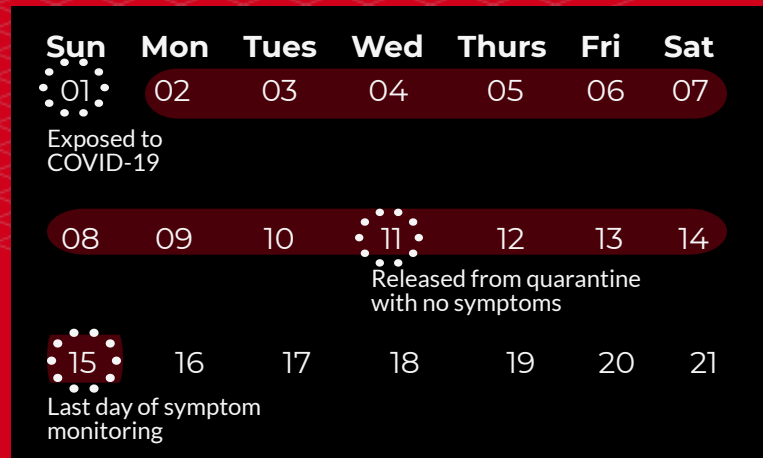 Sun Mon Tues Wed Thurs Fri Sat
01 02 03 04 05 06 07
Exposed to
COVID-19
08 09 10 11 12 13 14
Released from quarantine
with no symptoms
15 16 17 18 19 20 21
Last day of symptom
monitoring